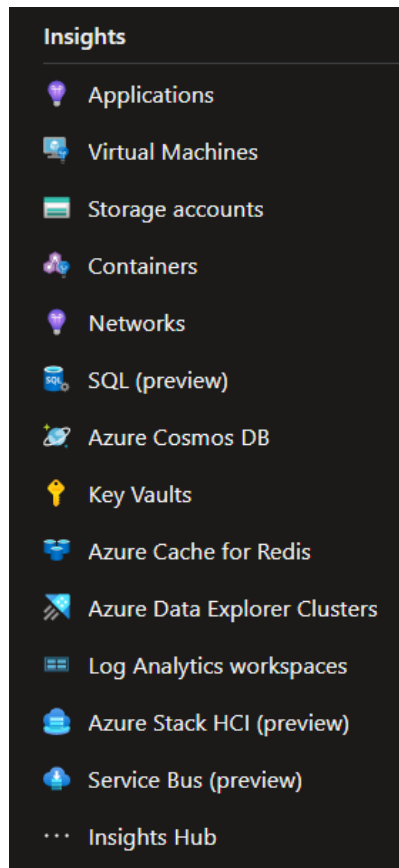 Insights
Applications
Virtual Machines
Storage accounts
Containers
Networks
SQL (preview)
Azure Cosmos DB
Key Vaults
Azure Cache for Redis
Azure Data Explorer Clusters
Log Analytics workspaces
Azure Stack HCI (preview)
Service Bus (preview)
Insights Hub